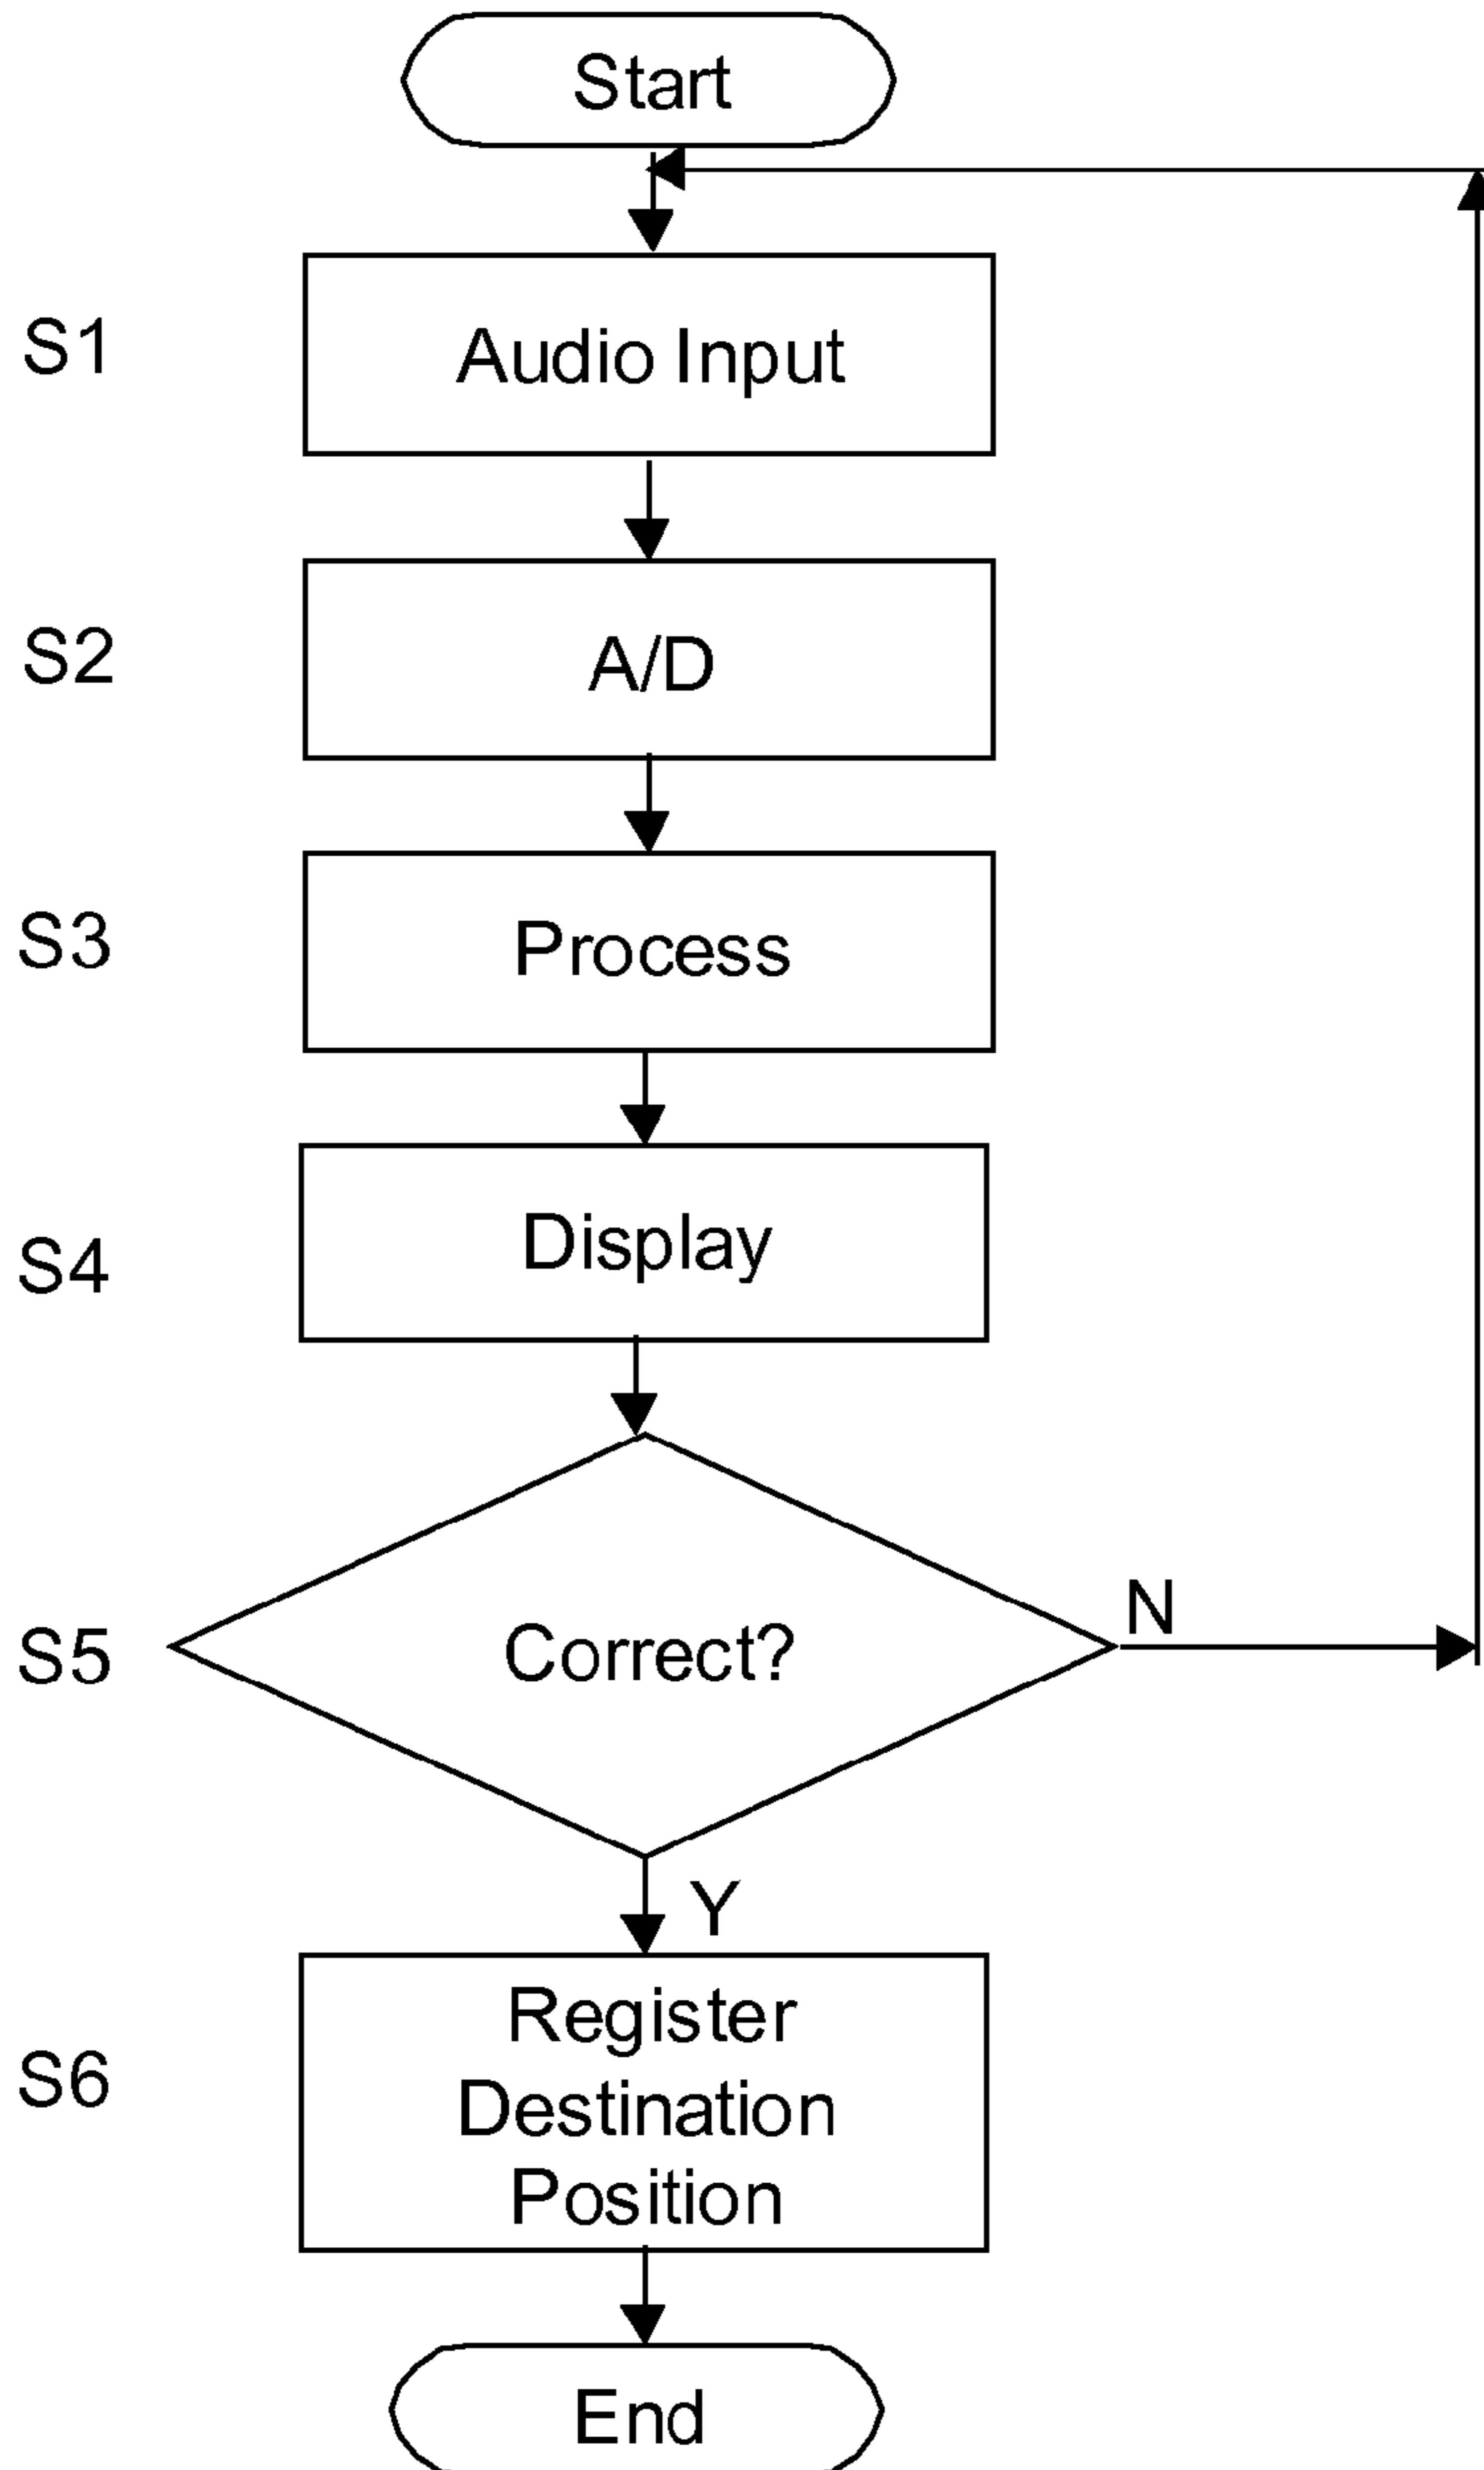 Start
S1
Audio Input
S2
A/D
S3
Process
S4
Display
S5
Correct?
N
Y
S6
Register
Destination
Position
End